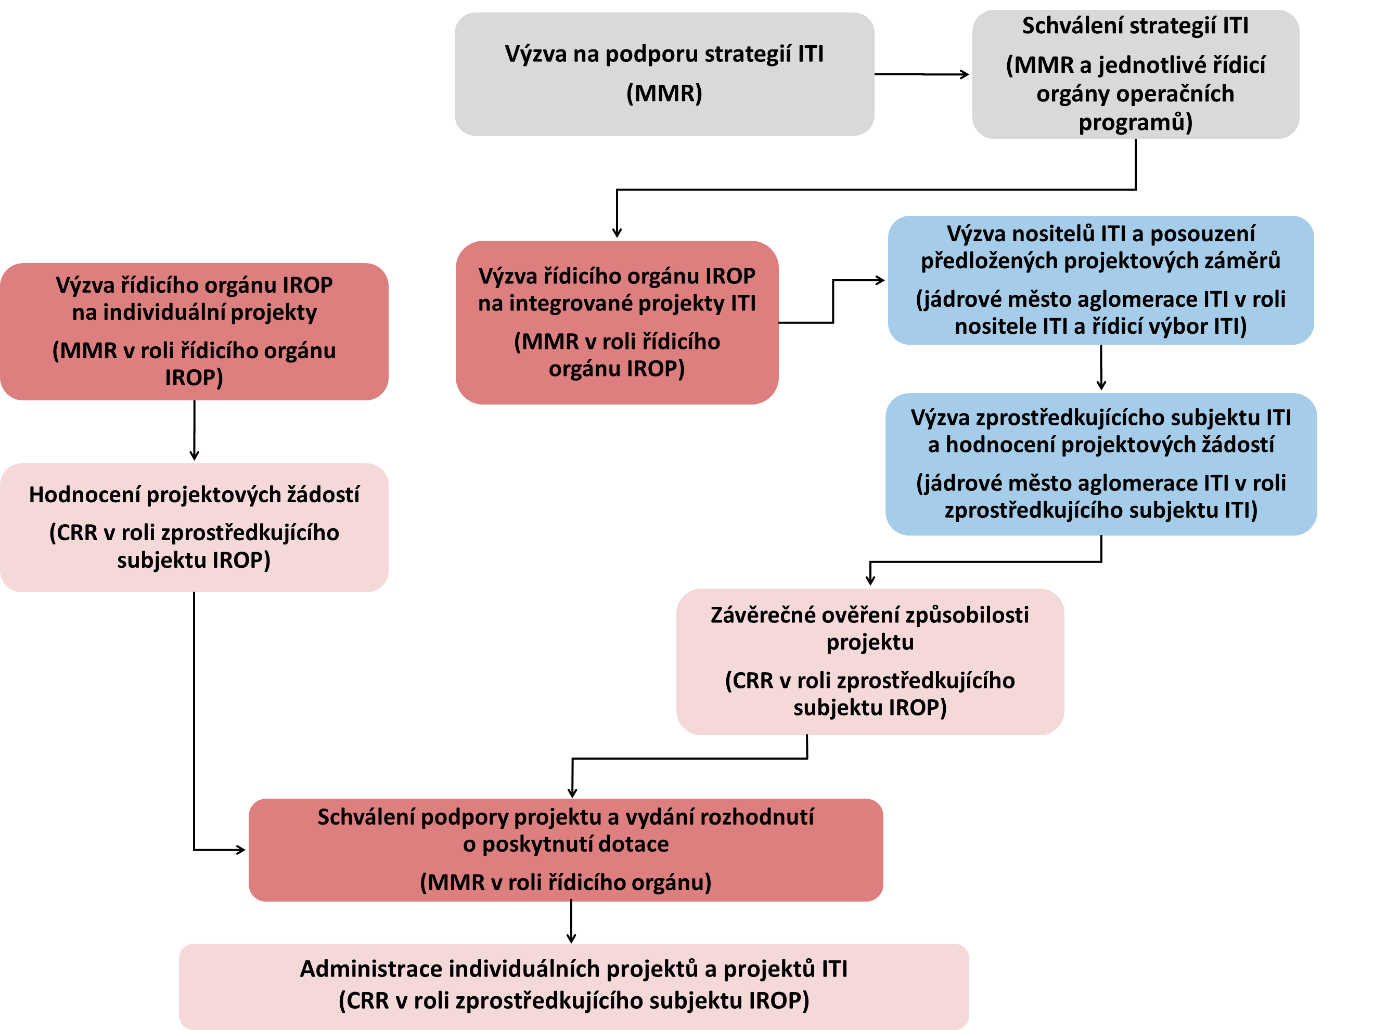 Výzva na podporu strategií ITI
(MMR)
Schválení strategií ITI
(MMR a jednotlivé řídicí
orgány operačních
programů)
Výzva řídicího orgánu IROP
na individuální projekty
(MMR v roli řídicího orgánu
IROP)
Výzva řídicího orgánu IROP
na integrované projekty ITI
(MMR v roli řídicího
orgánu IROP)
Výzva nositelů ITI a posouzení
předložených projektových záměrů
(jádrové město aglomerace ITI v roli
nositele ITI a řídicí výbor ITI)
Výzva zprostředkujícícho subjektu ITI
a hodnocení projektových žádostí
(jádrové město aglomerace ITI v roli
zprostředkujícího subjektu ITI)
Hodnocení projektových žádostí
(CRR v roli zprostředkujícího
subjektu IROP)
Závěrečné ověření způsobilosti
projektu
(CRR v roli zprostředkujícího
subjektu IROP)
Schválení podpory projektu a vydání rozhodnutí
o poskytnutí dotace
(MMR v roli řídicího orgánu)
Administrace individuálních projektů a projektů ITI
(CRR v roli zprostředkujícího subjektu IROP)